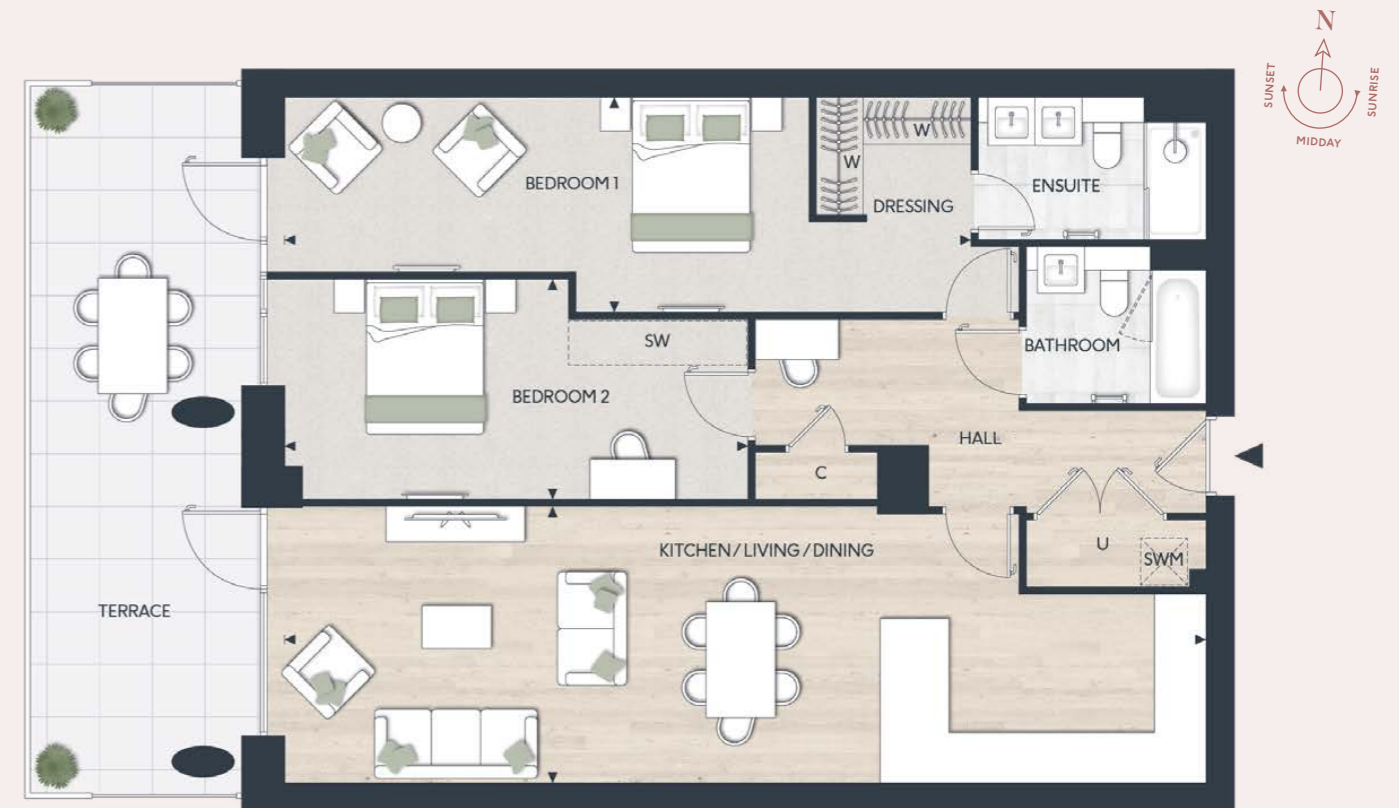 N
SUNSET
SUNRISE
MIDDAY
BEDROOM 1
W
W
DRESSING
ENSUITE
SW
BATHROOM
BEDROOM 2
HALL
C
KITCHEN / LIVING / DINING
U
SWM
TERRACE